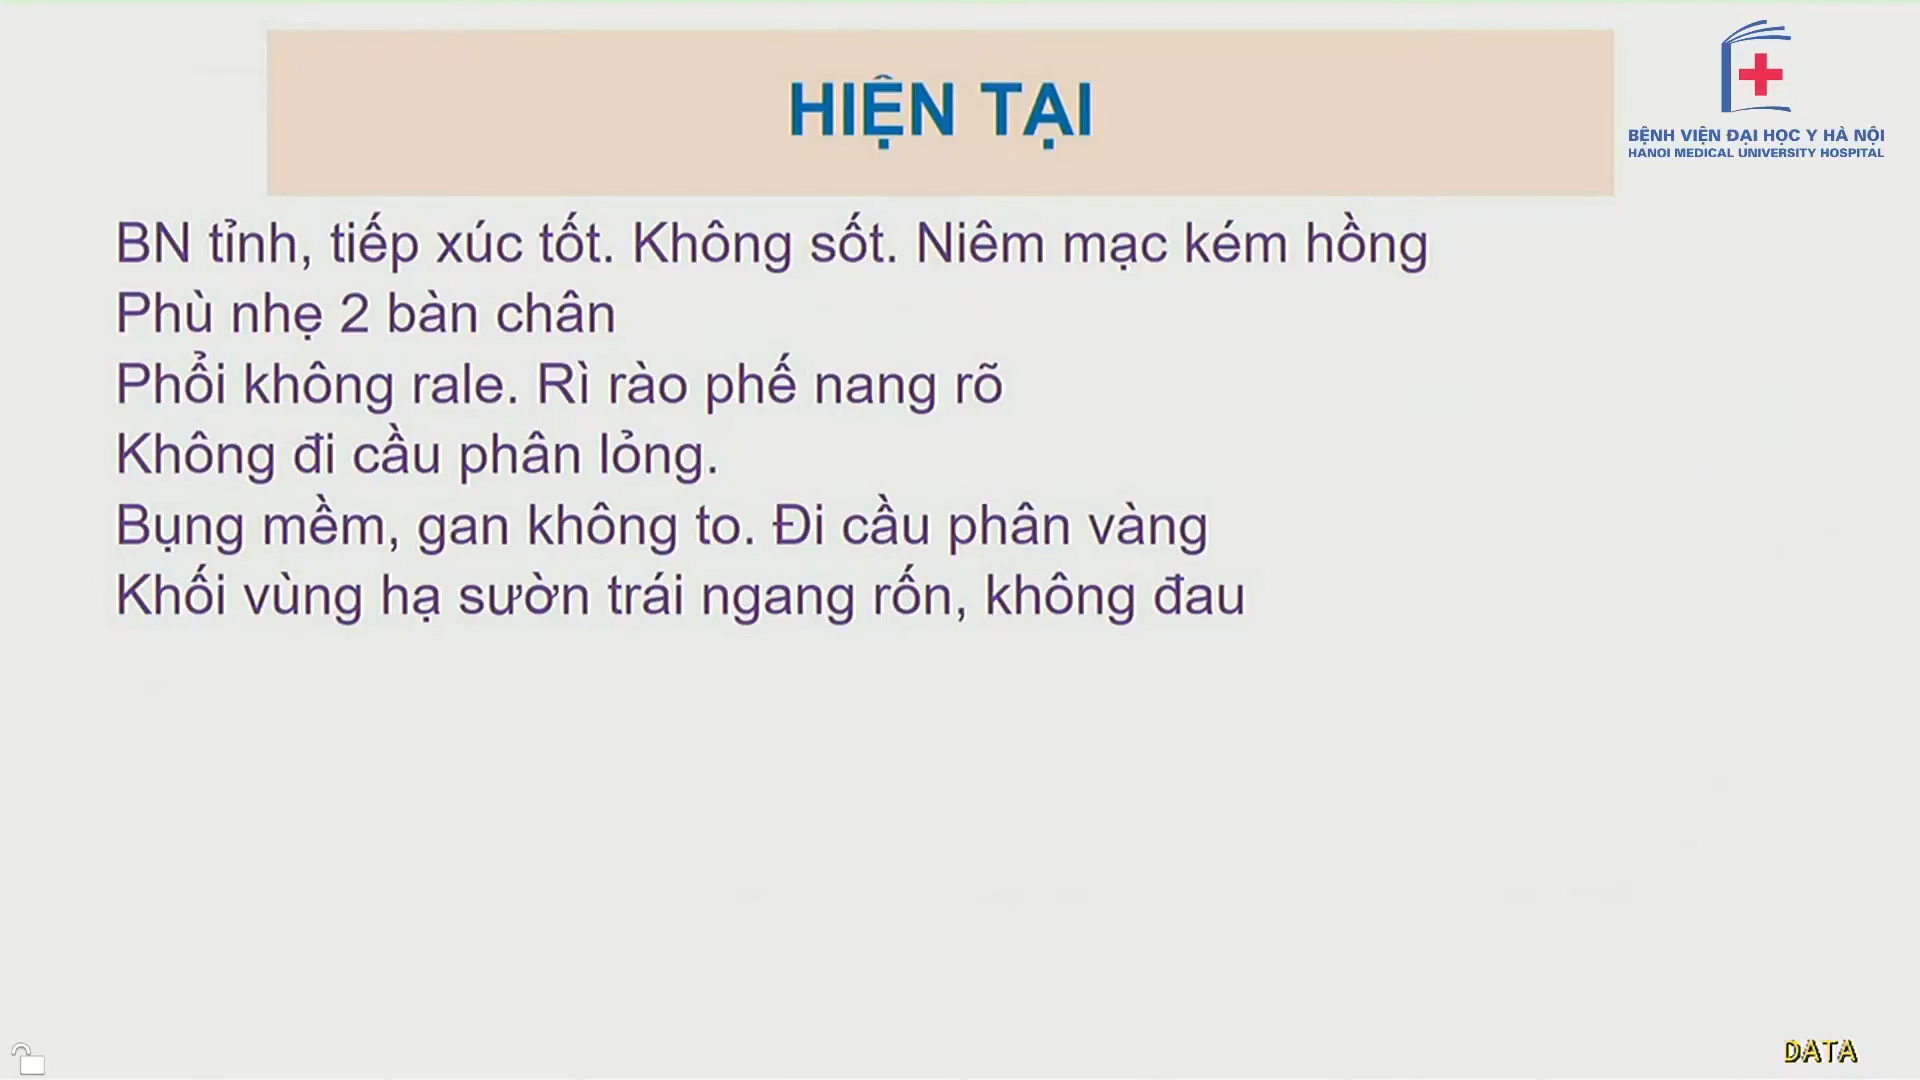 HIỆN TẠI
BỆNH VIỆN ĐẠI HỌC Y HÀ NỘI
HANOI MEDICAL UNIVERSITY HOSPITAL
BN tỉnh, tiếp xúc tốt. Không sốt. Niêm mạc kém hồng
Phù nhẹ 2 bàn chân
Phổi không rale. Rì rào phế nang rõ
Không đi cầu phân lỏng.
Bụng mềm, gan không to. Đi cầu phân vàng
Khối vùng hạ sườn trái ngang rốn, không đau
DATA